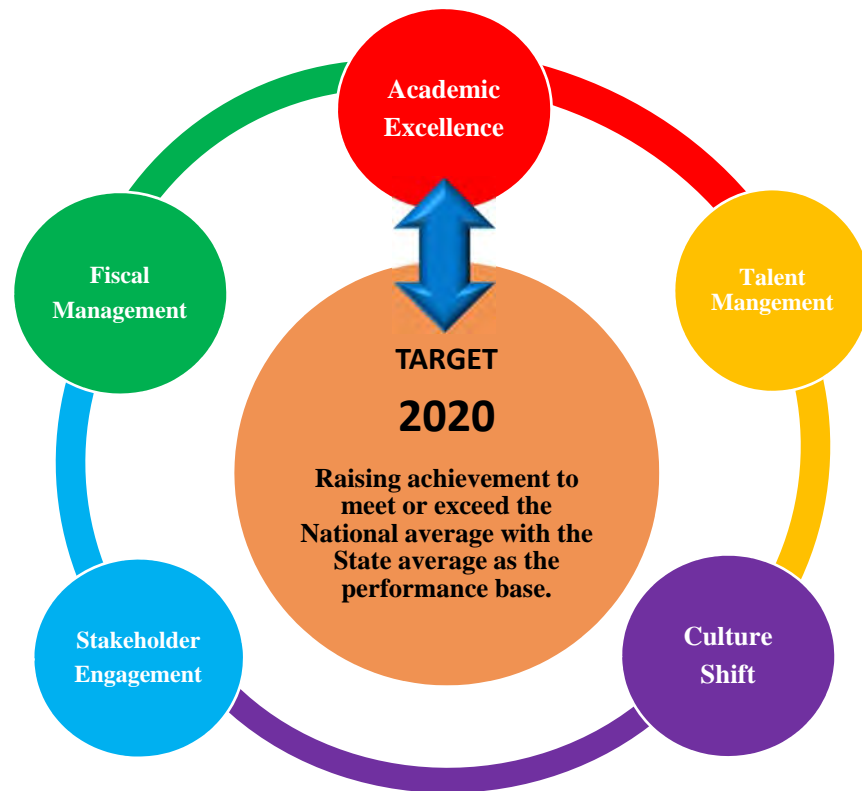 Academic
Excellence
Fiscal
Management
Talent
Mangement
TARGET
2020
Raising achievement to
meet or exceed the
National average with the
State average as the
performance base.
Stakeholder
Engagement
Culture
Shift